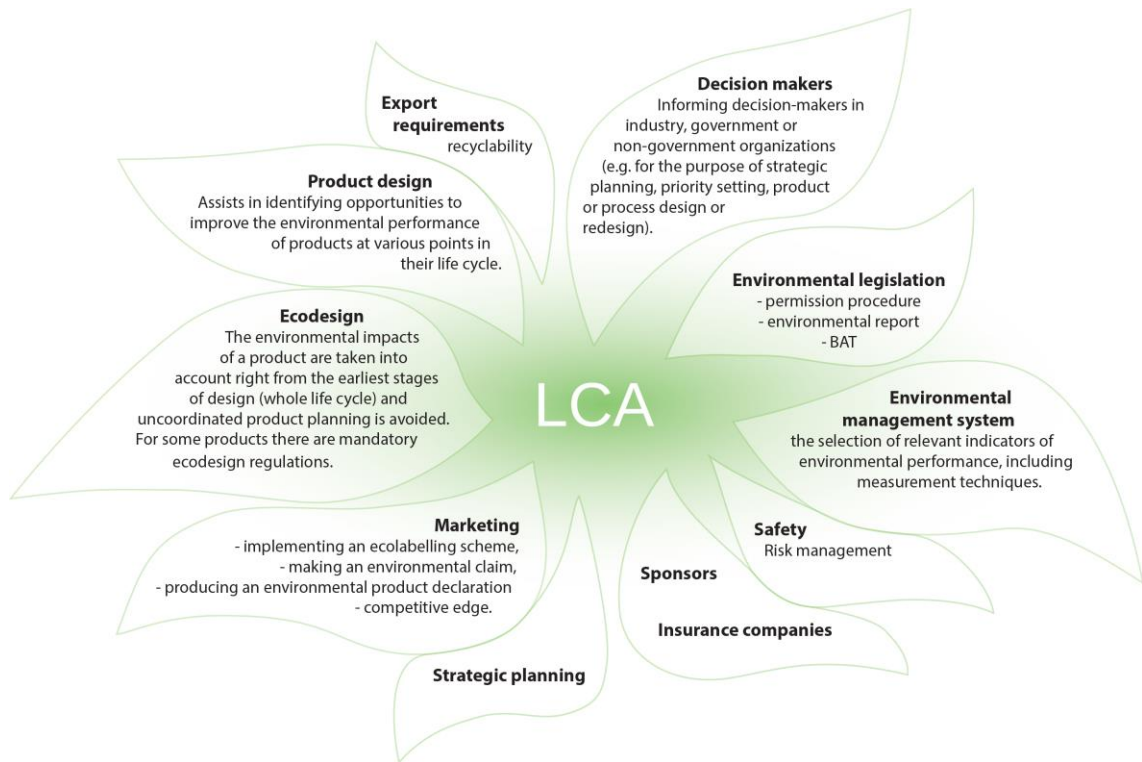 Export
requirements
recyclability
Decision makers
Informing decision-makers in
industry, government or
non-government organizations
(e.g. for the purpose of strategic
planning, priority setting, product
or process design or
redesign).
Product design
Assists in identifying opportunities to
improve the environmental performance
of products at various points in
their life cycle.
Environmental legislation
- permission procedure
- environmental report
- BAT
Ecodesign
The environmental impacts
of a product are taken into
account right from the earliest stages
of design (whole life cycle) and
uncoordinated product planning is avoided.
For some products there are mandatory
ecodesign regulations.
LCA
Environmental
management system
the selection of relevant indicators of
environmental performance, including
measurement techniques.
Marketing
- implementing an ecolabelling scheme,
- making an environmental claim,
- producing an environmental product declaration
- competitive edge.
Safety
Risk management
Sponsors
Insurance companies
Strategic planning